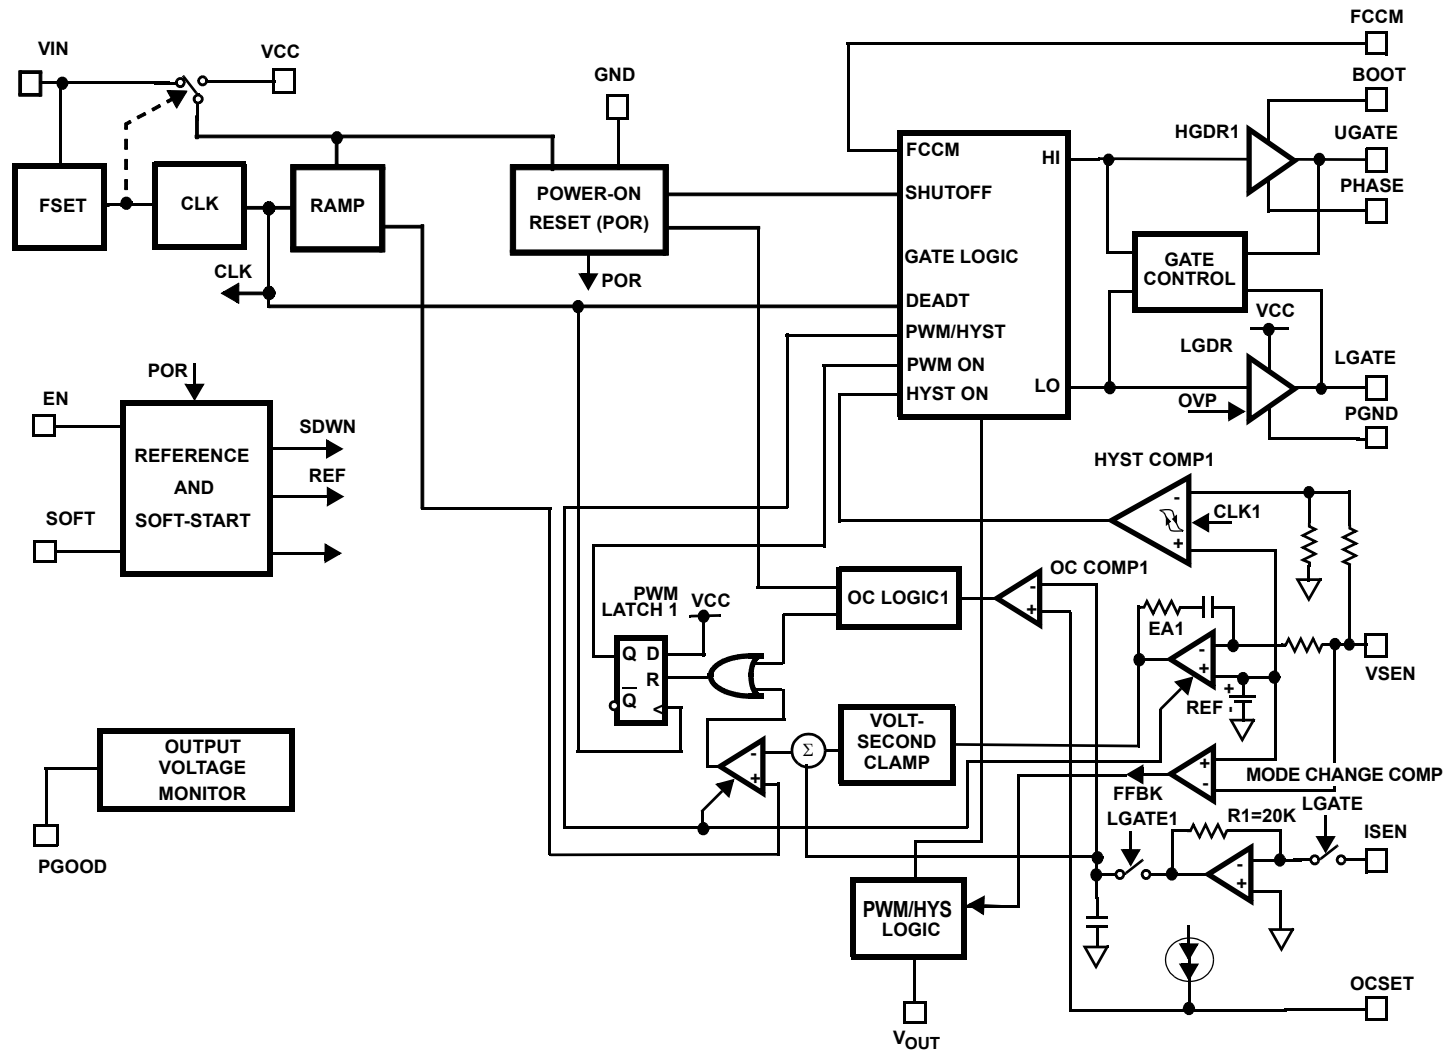 FCCM
VIN
VCC
GND
BOOT
HGDR1
UGATE
FCCM
HI
PHASE
FSET
CLK
RAMP
POWER-ON
RESET (POR)
SHUTOFF
GATE LOGIC
GATE
CONTROL
CLK
POR
DEADT
VCC
PWM/HYST
LGDR
LGATE
PWM ON
HYST ON
LO
OVP
PGND
POR
EN
SDWN
REFERENCE
AND
SOFT-START
REF
SOFT
HYST COMP1
-
+
CLK1
OC COMP1
-
+
OC LOGIC1
PWM
LATCH 1
VCC
Q D
R
Q
EA1
-
+
REF
+
-
VSEN
VOLT-
SECOND
CLAMP
Σ
-
+
OUTPUT
VOLTAGE
MONITOR
PGOOD
+
-
MODE CHANGE COMP
FFBK
LGATE1
R1=20K
LGATE
ISEN
-
+
PWM/HYS
LOGIC
OCSET
VOUT